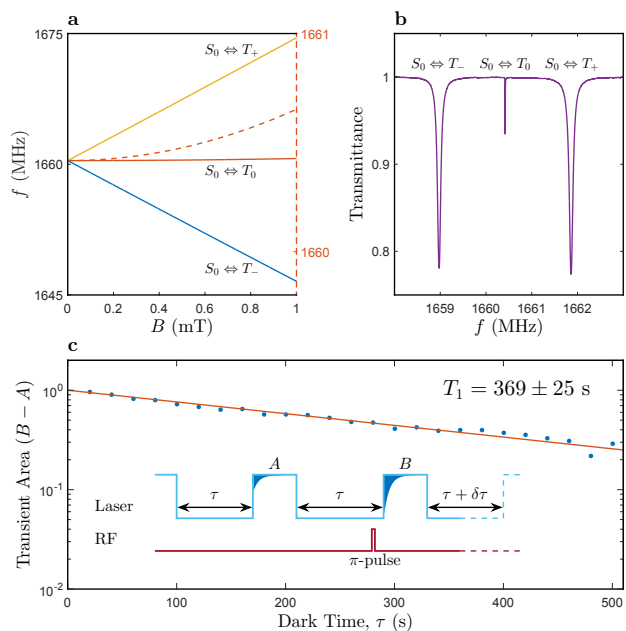 a
1675
1660
1645
f (MHz)
1661
1660
S₀ ⇔ T₊
S₀ ⇔ T₀
S₀ ⇔ T₋
0 0.2 0.4 0.6 0.8 1
B (mT)
b
S₀ ⇔ T₋ S₀ ⇔ T₀ S₀ ⇔ T₊
1
0.9
0.8
Transmittance
1659 1660 1661 1662
f (MHz)
c
T₁ = 369 ± 25 s
10⁰
10⁻¹
10⁻²
Transient Area (B − A)
A B
τ τ τ + δτ
Laser
RF
π-pulse
0 100 200 300 400 500
Dark Time, τ (s)